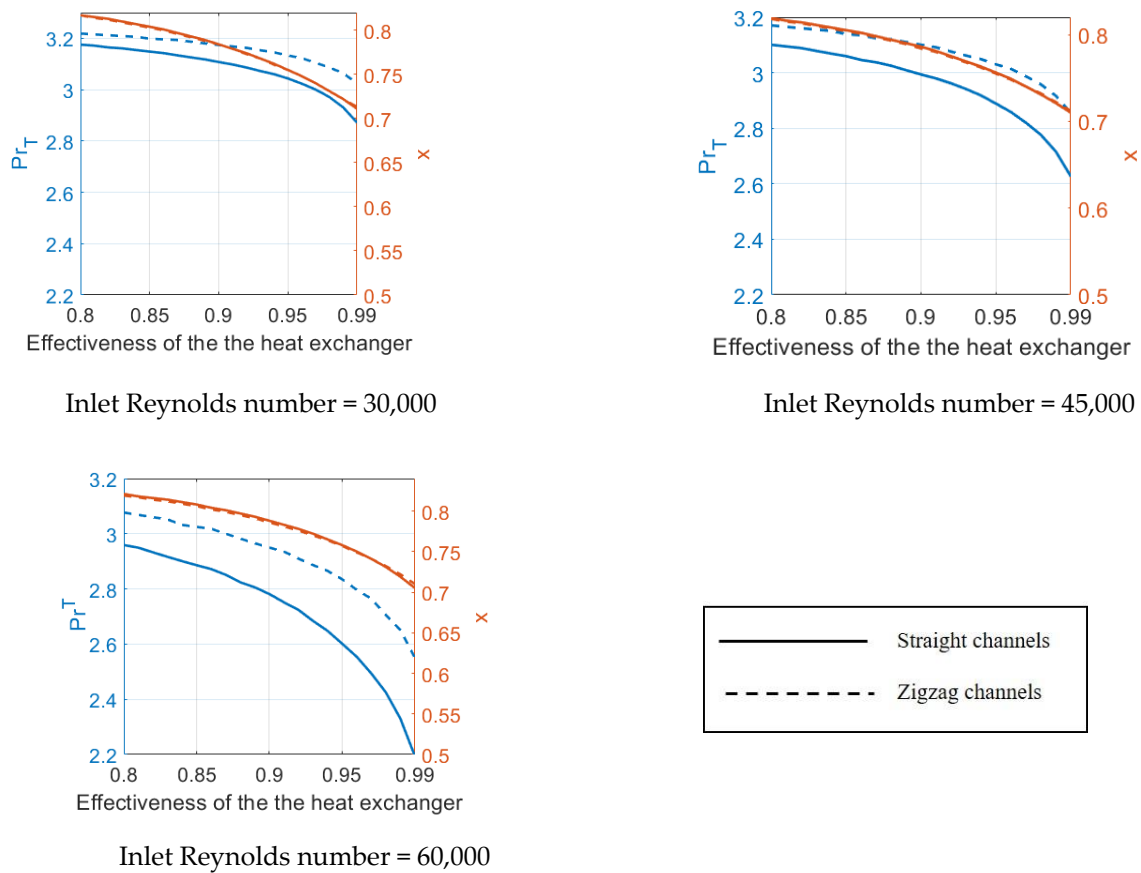 3.2
3
2.8
2.6
2.4
2.2
Pr_T
0.8
0.75
0.7
0.65
0.6
0.55
0.5
x
0.8 0.85 0.9 0.95 0.99
Effectiveness of the the heat exchanger
Inlet Reynolds number = 30,000
3.2
3
2.8
2.6
2.4
2.2
Pr_T
0.8
0.7
0.6
0.5
x
0.8 0.85 0.9 0.95 0.99
Effectiveness of the the heat exchanger
Inlet Reynolds number = 45,000
3.2
3
2.8
2.6
2.4
2.2
Pr^T
0.8
0.75
0.7
0.65
0.6
0.55
0.5
x
0.8 0.85 0.9 0.95 0.99
Effectiveness of the the heat exchanger
Inlet Reynolds number = 60,000
Straight channels
Zigzag channels